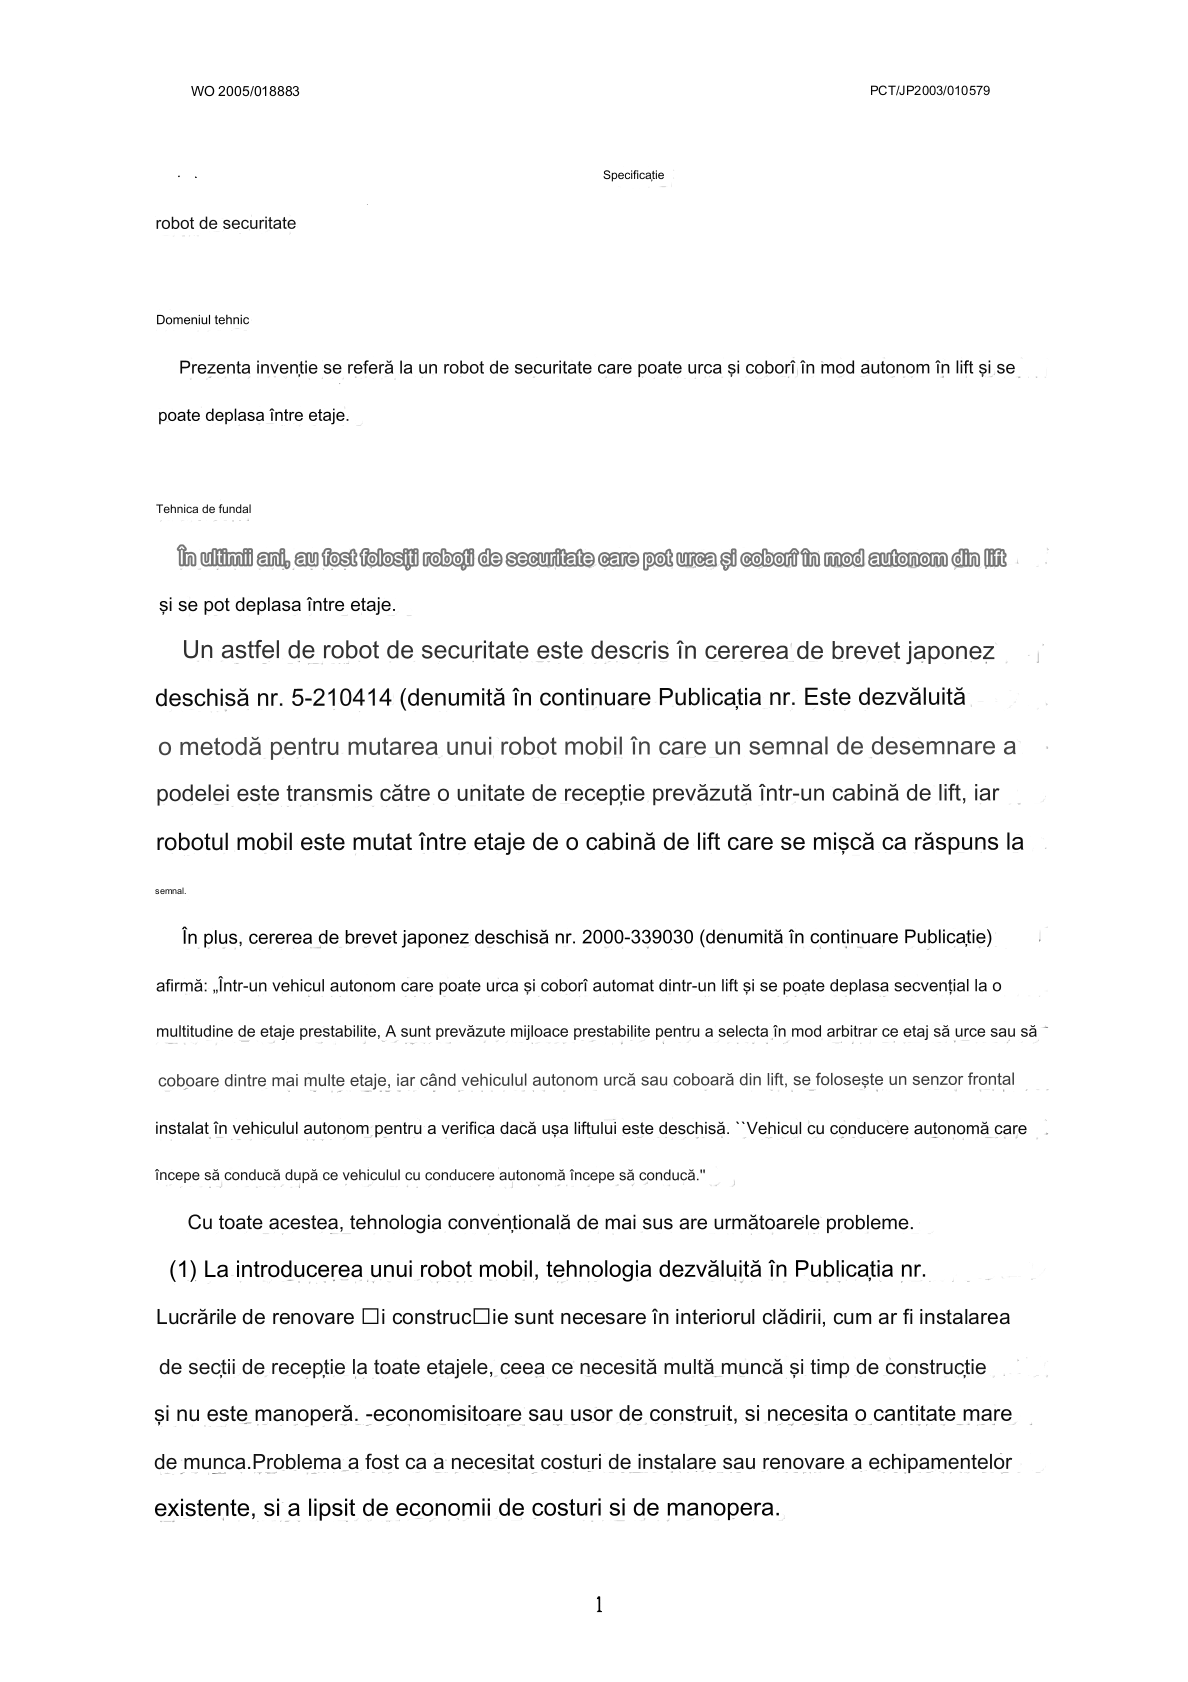 WO 2005/018883
PCT/JP2003/010579
Specificație
robot de securitate
Domeniul tehnic
Prezenta invenție se referă la un robot de securitate care poate urca și coborî în mod autonom în lift și se
poate deplasa între etaje.
Tehnica de fundal
În ultimii ani, au fost folosiți roboți de securitate care pot urca și coborî în mod autonom din lift
și se pot deplasa între etaje.
Un astfel de robot de securitate este descris în cererea de brevet japonez
deschisă nr. 5-210414 (denumită în continuare Publicația nr. Este dezvăluită
o metodă pentru mutarea unui robot mobil în care un semnal de desemnare a
podelei este transmis către o unitate de recepție prevăzută într-un cabină de lift, iar
robotul mobil este mutat între etaje de o cabină de lift care se mișcă ca răspuns la
semnal.
În plus, cererea de brevet japonez deschisă nr. 2000-339030 (denumită în continuare Publicație)
afirmă: „Într-un vehicul autonom care poate urca și coborî automat dintr-un lift și se poate deplasa secvențial la o
multitudine de etaje prestabilite, A sunt prevăzute mijloace prestabilite pentru a selecta în mod arbitrar ce etaj să urce sau să
coboare dintre mai multe etaje, iar când vehiculul autonom urcă sau coboară din lift, se folosește un senzor frontal
instalat în vehiculul autonom pentru a verifica dacă ușa liftului este deschisă. ``Vehicul cu conducere autonomă care
începe să conducă după ce vehiculul cu conducere autonomă începe să conducă.''
Cu toate acestea, tehnologia convențională de mai sus are următoarele probleme.
(1) La introducerea unui robot mobil, tehnologia dezvăluită în Publicația nr.
Lucrările de renovare □i construc□ie sunt necesare în interiorul clădirii, cum ar fi instalarea
de secții de recepție la toate etajele, ceea ce necesită multă muncă și timp de construcție
și nu este manoperă. -economisitoare sau usor de construit, si necesita o cantitate mare
de munca.Problema a fost ca a necesitat costuri de instalare sau renovare a echipamentelor
existente, si a lipsit de economii de costuri si de manopera.
1